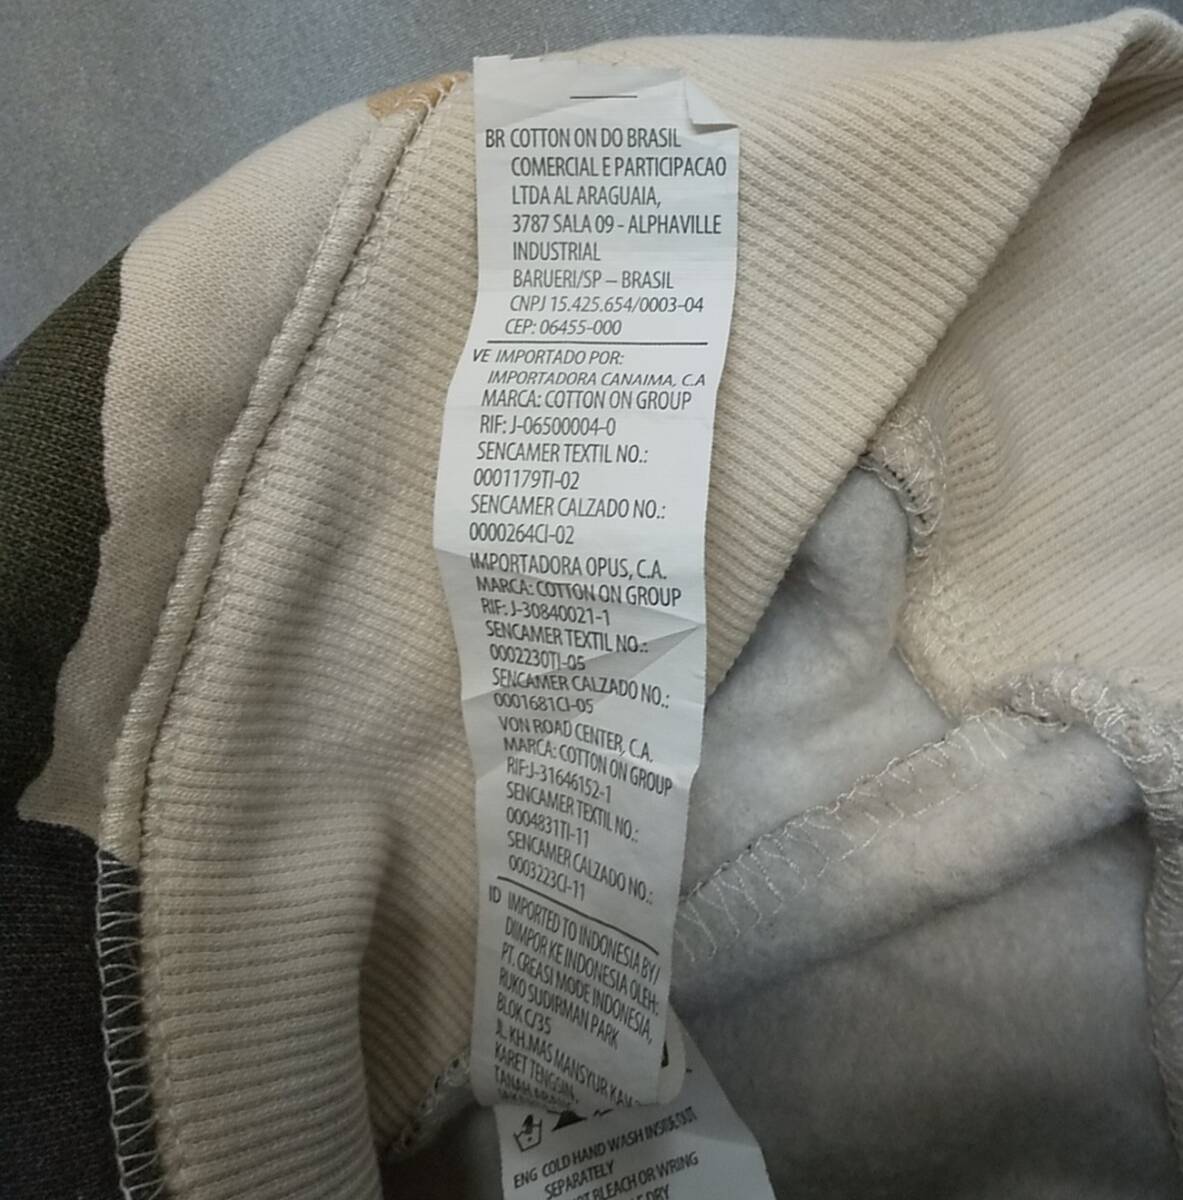 BR COTTON ON DO BRASIL
COMERCIAL E PARTICIPACAO
LTDA AL ARAGUAIA,
3787 SALA 09 - ALPHAVILLE
INDUSTRIAL
BARUERI/SP – BRASIL
CNPJ 15.425.654/0003-04
CEP: 06455-000
VE IMPORTADO POR:
IMPORTADORA CANAIMA, C.A
MARCA: COTTON ON GROUP
RIF: J-06500004-0
SENCAMER TEXTIL NO.:
0001179TI-02
SENCAMER CALZADO NO.:
0000264CI-02
IMPORTADORA OPUS, C.A.
MARCA: COTTON ON GROUP
RIF: J-30840021-1
SENCAMER TEXTIL NO.:
0002230TI-05
SENCAMER CALZADO NO.:
0001681CI-05
VON ROAD CENTER, C.A.
MARCA: COTTON ON GROUP
RIF:J-31646152-1
SENCAMER TEXTIL NO.:
0004831TI-11
SENCAMER CALZADO NO.:
0003223CI-11
ID IMPORTED TO INDONESIA BY/
DIIMPOR KE INDONESIA OLEH:
PT. CREASI MODE INDONESIA,
RUKO SUDIRMAN PARK
BLOK C/35
JL. KH.MAS MANSYUR KAV
KARET TENGSIN,
TANAH
ENG COLD HAND WASH INSIDE OUT
SEPARATELY
BLEACH OR WRING
DRY